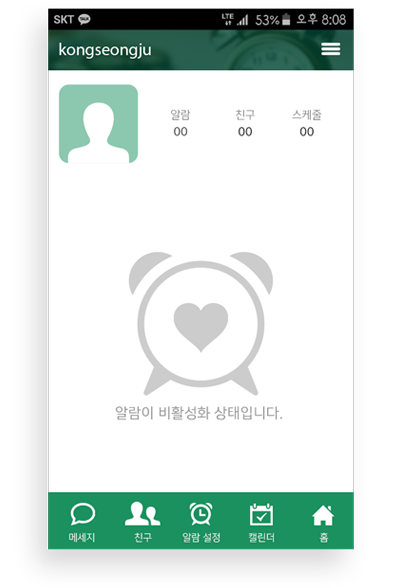 SKT LTE 53% 오후 8:08
kongseongju
알람 친구 스케줄
00 00 00
알람이 비활성화 상태입니다.
메세지 친구 알람 설정 캘린더 홈